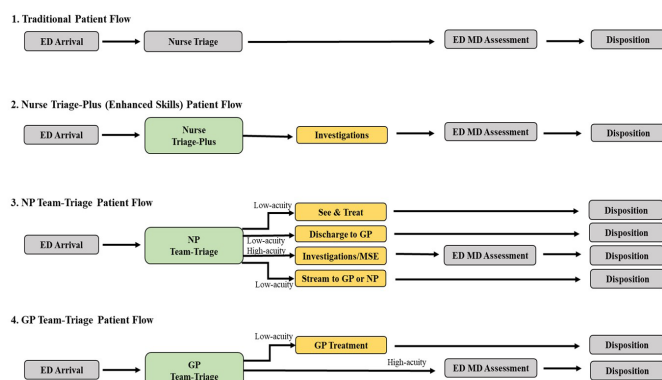 1. Traditional Patient Flow
ED Arrival
Nurse Triage
ED MD Assessment
Disposition
2. Nurse Triage-Plus (Enhanced Skills) Patient Flow
ED Arrival
Nurse
Triage-Plus
Investigations
ED MD Assessment
Disposition
3. NP Team-Triage Patient Flow
Low-acuity
See & Treat
Disposition
Discharge to GP
Disposition
ED Arrival
NP
Team-Triage
Low-acuity
High-acuity
Investigations/MSE
ED MD Assessment
Disposition
Low-acuity
Stream to GP or NP
Disposition
4. GP Team-Triage Patient Flow
Low-acuity
GP Treatment
Disposition
ED Arrival
GP
Team-Triage
High-acuity
ED MD Assessment
Disposition